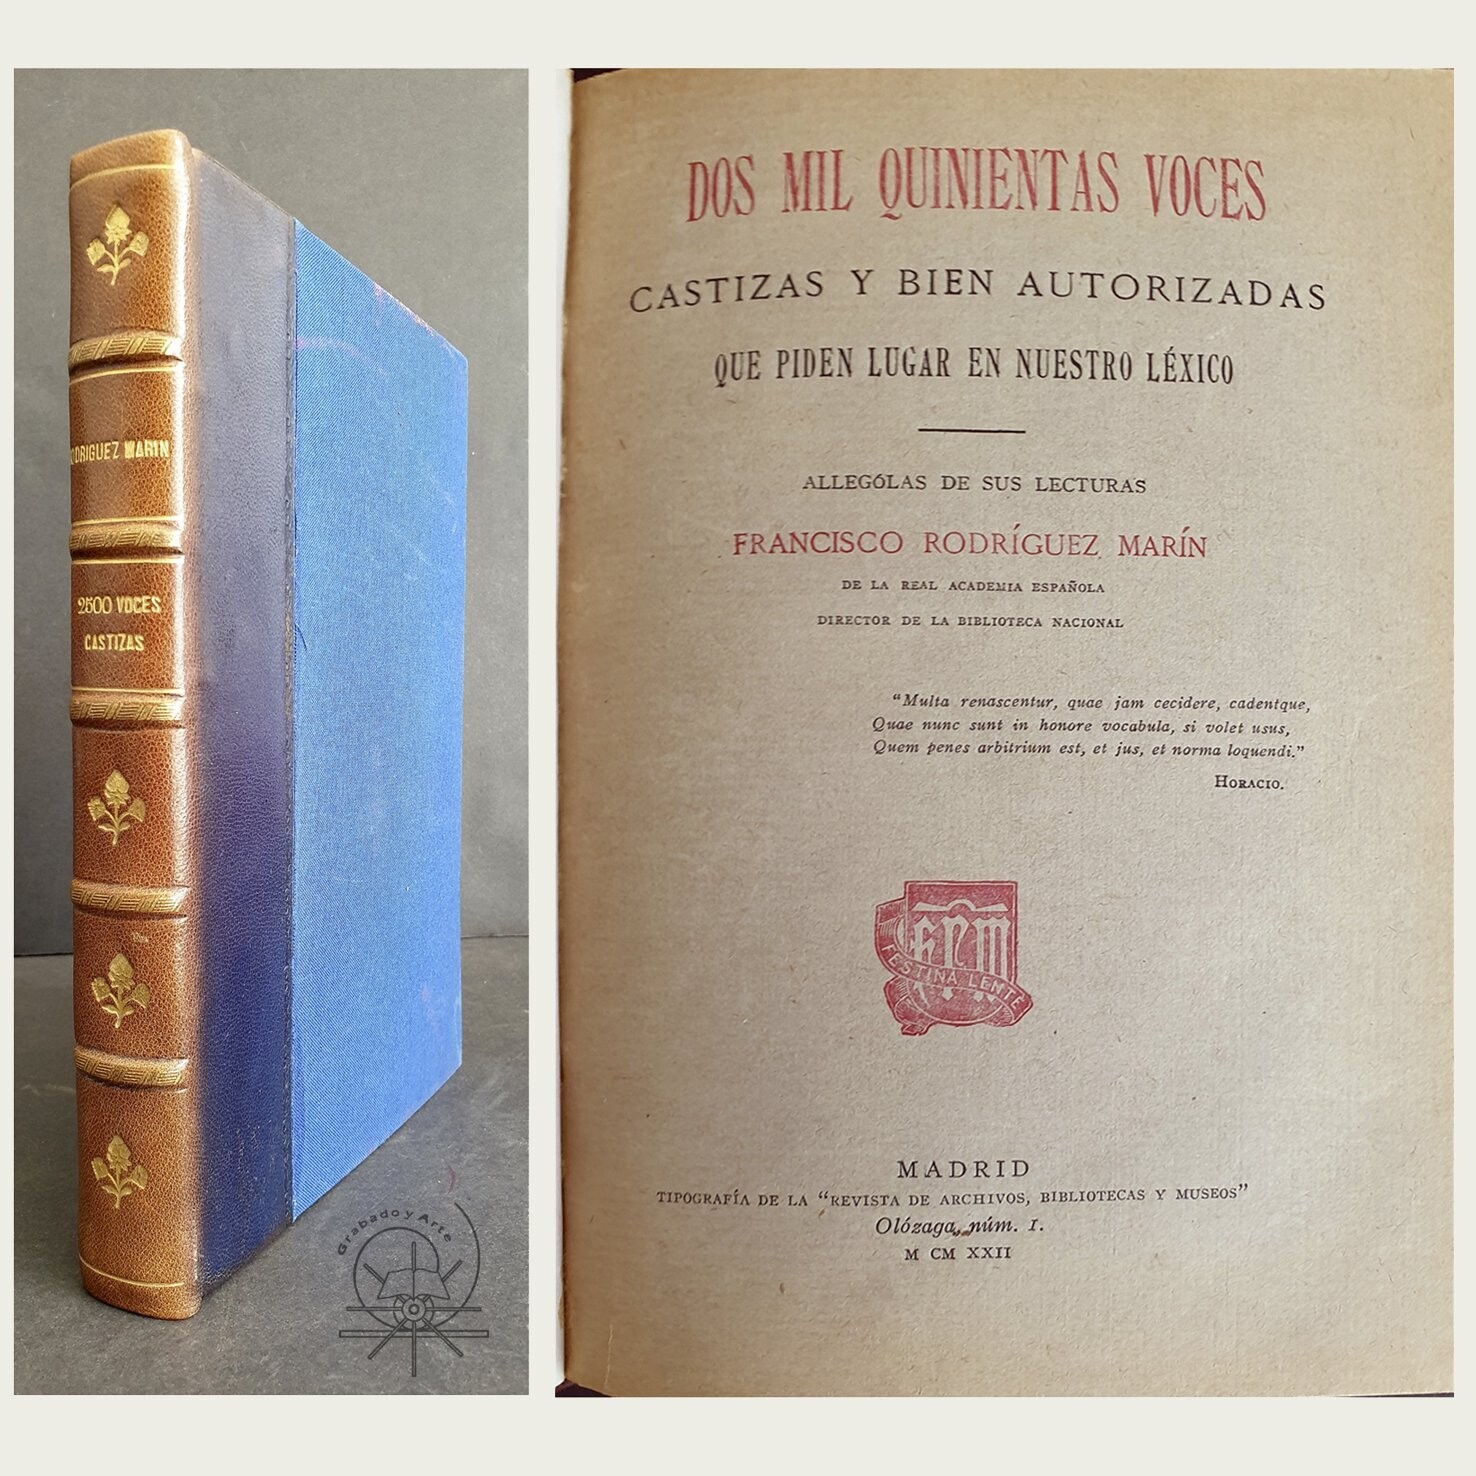 RODRIGUEZ MARIN
2500 VOCES
CASTIZAS
Grabado y Arte
DOS MIL QUINIENTAS VOCES
CASTIZAS Y BIEN AUTORIZADAS
QUE PIDEN LUGAR EN NUESTRO LÉXICO
ALLEGÓLAS DE SUS LECTURAS
FRANCISCO RODRÍGUEZ MARÍN
DE LA REAL ACADEMIA ESPAÑOLA
DIRECTOR DE LA BIBLIOTECA NACIONAL
"Multa renascentur, quae jam cecidere, cadentque,
Quae nunc sunt in honore vocabula, si volet usus,
Quem penes arbitrium est, et jus, et norma loquendi."
HORACIO.
FRM
FESTINA LENTE
MADRID
TIPOGRAFÍA DE LA "REVISTA DE ARCHIVOS, BIBLIOTECAS Y MUSEOS"
Olózaga, núm. 1.
M CM XXII